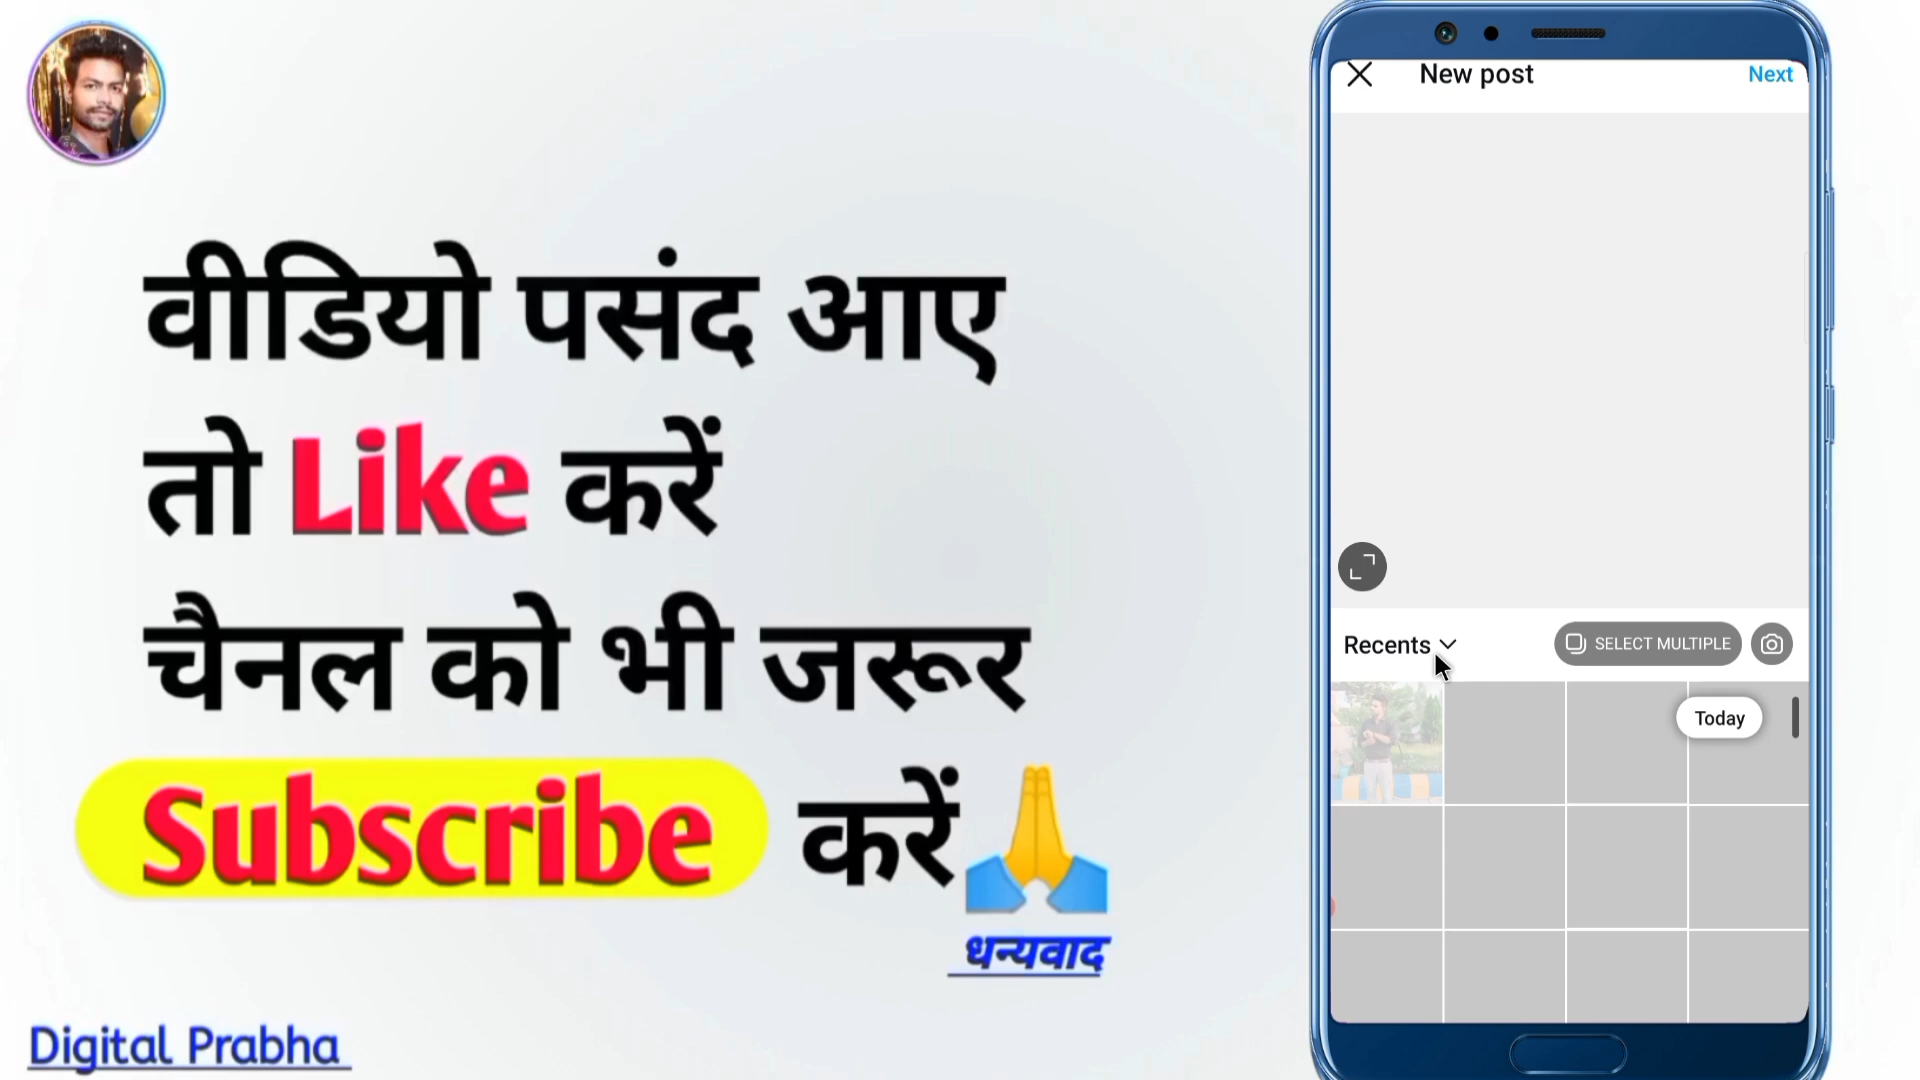 वीडियो पसंद आए
तो Like करें
चैनल को भी जरूर
Subscribe करें
धन्यवाद
Digital Prabha
New post
Next
Recents
SELECT MULTIPLE
Today